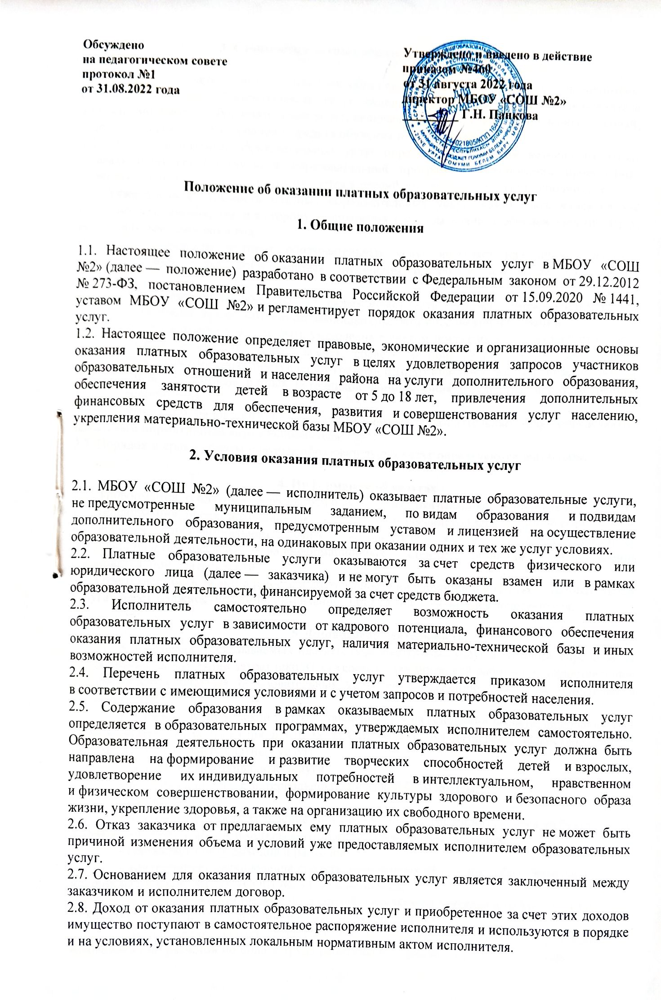 Обсуждено
на педагогическом совете
протокол №1
от 31.08.2022 года
Утверждено и введено в действие
приказом №460
от 31 августа 2022 года
директор МБОУ «СОШ №2»
Г.Н. Панкова
ДЛЯ
ДОКУМЕНТОВ
Положение об оказании платных образовательных услуг
1. Общие положения
1.1. Настоящее положение об оказании платных образовательных услуг в МБОУ «СОШ
№2» (далее — положение) разработано в соответствии с Федеральным законом от 29.12.2012
№ 273-ФЗ, постановлением Правительства Российской Федерации от 15.09.2020 № 1441,
уставом МБОУ «СОШ №2» и регламентирует порядок оказания платных образовательных
услуг.
1.2. Настоящее положение определяет правовые, экономические и организационные основы
оказания платных образовательных услуг в целях удовлетворения запросов участников
образовательных отношений и населения района на услуги дополнительного образования,
обеспечения занятости детей в возрасте от 5 до 18 лет, привлечения дополнительных
финансовых средств для обеспечения, развития и совершенствования услуг населению,
укрепления материально-технической базы МБОУ «СОШ №2».
2. Условия оказания платных образовательных услуг
2.1. МБОУ «СОШ №2» (далее — исполнитель) оказывает платные образовательные услуги,
не предусмотренные муниципальным заданием, по видам образования и подвидам
дополнительного образования, предусмотренным уставом и лицензией на осуществление
образовательной деятельности, на одинаковых при оказании одних и тех же услуг условиях.
2.2. Платные образовательные услуги оказываются за счет средств физического или
юридического лица (далее — заказчика) и не могут быть оказаны взамен или в рамках
образовательной деятельности, финансируемой за счет средств бюджета.
2.3. Исполнитель самостоятельно определяет возможность оказания платных
образовательных услуг в зависимости от кадрового потенциала, финансового обеспечения
оказания платных образовательных услуг, наличия материально-технической базы и иных
возможностей исполнителя.
2.4. Перечень платных образовательных услуг утверждается приказом исполнителя
в соответствии с имеющимися условиями и с учетом запросов и потребностей населения.
2.5. Содержание образования в рамках оказываемых платных образовательных услуг
определяется в образовательных программах, утверждаемых исполнителем самостоятельно.
Образовательная деятельность при оказании платных образовательных услуг должна быть
направлена на формирование и развитие творческих способностей детей и взрослых,
удовлетворение их индивидуальных потребностей в интеллектуальном, нравственном
и физическом совершенствовании, формирование культуры здорового и безопасного образа
жизни, укрепление здоровья, а также на организацию их свободного времени.
2.6. Отказ заказчика от предлагаемых ему платных образовательных услуг не может быть
причиной изменения объема и условий уже предоставляемых исполнителем образовательных
услуг.
2.7. Основанием для оказания платных образовательных услуг является заключенный между
заказчиком и исполнителем договор.
2.8. Доход от оказания платных образовательных услуг и приобретенное за счет этих доходов
имущество поступают в самостоятельное распоряжение исполнителя и используются в порядке
и на условиях, установленных локальным нормативным актом исполнителя.